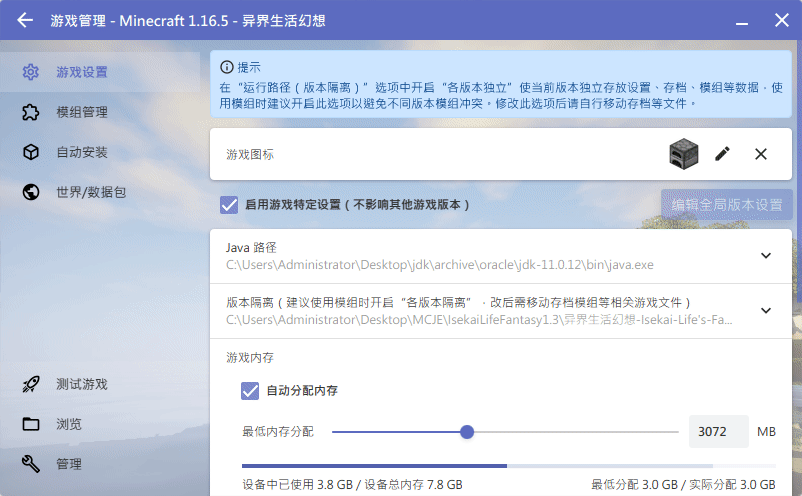 游戏管理 - Minecraft 1.16.5 - 异界生活幻想
游戏设置
模组管理
自动安装
世界/数据包
测试游戏
浏览
管理
提示
在“运行路径（版本隔离）”选项中开启“各版本独立”使当前版本独立存放设置、存档、模组等数据，使
用模组时建议开启此选项以避免不同版本模组冲突。修改此选项后请自行移动存档等文件。
游戏图标
启用游戏特定设置（不影响其他游戏版本）
编辑全局版本设置
Java 路径
C:\Users\Administrator\Desktop\jdk\archive\oracle\jdk-11.0.12\bin\java.exe
版本隔离（建议使用模组时开启“各版本隔离”，改后需移动存档模组等相关游戏文件）
C:\Users\Administrator\Desktop\MCJE\IsekaiLifeFantasy1.3\异界生活幻想-Isekai-Life's-Fa...
游戏内存
自动分配内存
最低内存分配
3072 MB
设备中已使用 3.8 GB / 设备总内存 7.8 GB
最低分配 3.0 GB / 实际分配 3.0 GB